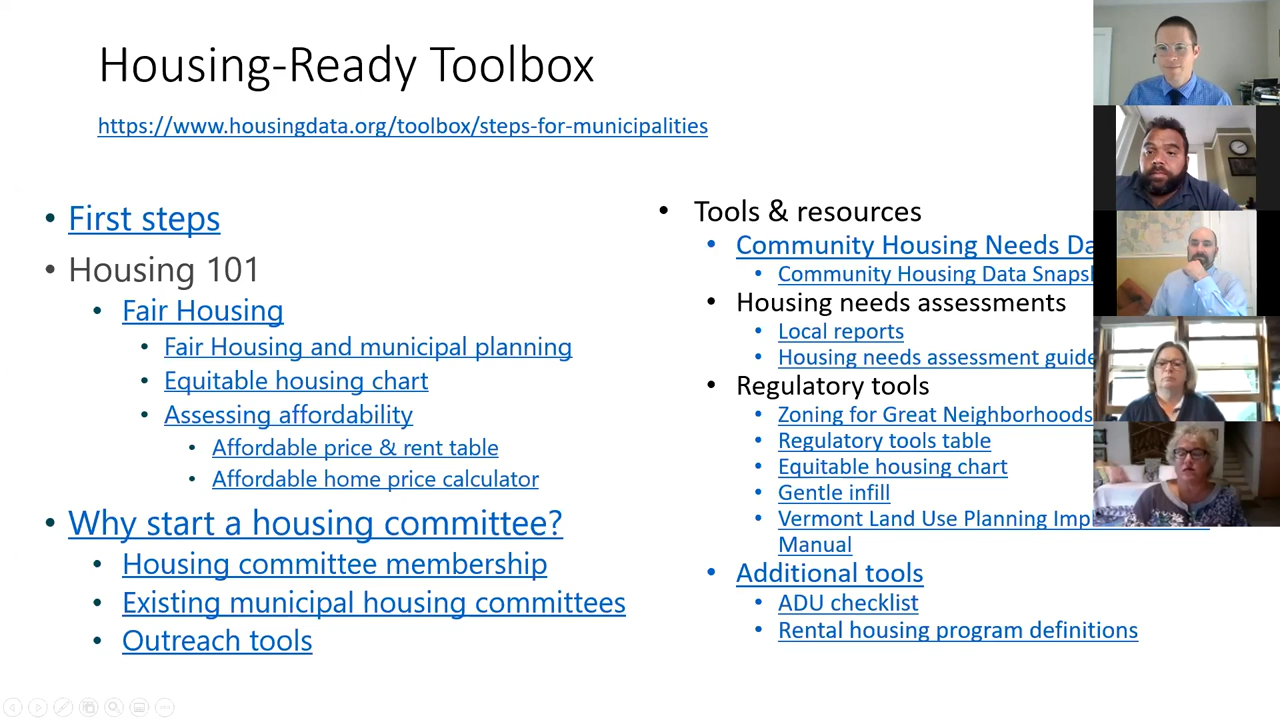 Housing-Ready Toolbox
https://www.housingdata.org/toolbox/steps-for-municipalities
First steps
Housing 101
Fair Housing
Fair Housing and municipal planning
Equitable housing chart
Assessing affordability
Affordable price & rent table
Affordable home price calculator
Why start a housing committee?
Housing committee membership
Existing municipal housing committees
Outreach tools
Tools & resources
Community Housing Needs
Community Housing Data
Housing needs assessments
Local reports
Housing needs assessment guide
Regulatory tools
Zoning for Great Neighborhoods
Regulatory tools table
Equitable housing chart
Gentle infill
Vermont Land Use Planning
Manual
Additional tools
ADU checklist
Rental housing program definitions